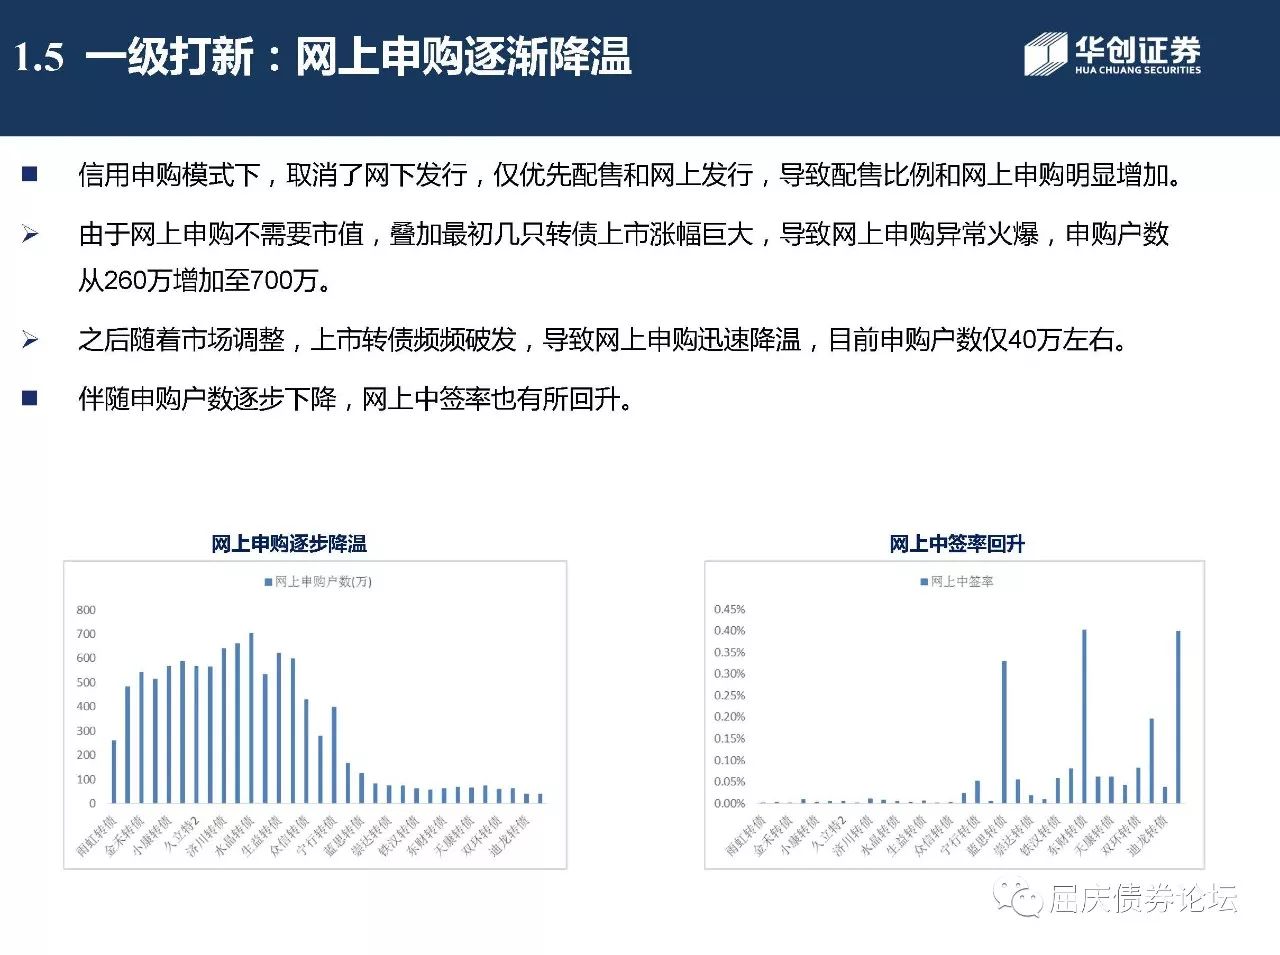 1.5 一级打新：网上申购逐渐降温
华创证券
HUA CHUANG SECURITIES
信用申购模式下，取消了网下发行，仅优先配售和网上发行，导致配售比例和网上申购明显增加。
由于网上申购不需要市值，叠加最初几只转债上市涨幅巨大，导致网上申购异常火爆，申购户数
从260万增加至700万。
之后随着市场调整，上市转债频频破发，导致网上申购迅速降温，目前申购户数仅40万左右。
伴随申购户数逐步下降，网上中签率也有所回升。
网上申购逐步降温
网上申购户数(万)
800
700
600
500
400
300
200
100
0
雨虹转债
金禾转债
小康转债
久立转2
济川转债
水晶转债
生益转债
众信转债
宁行转债
蓝思转债
崇达转债
铁汉转债
东财转债
天康转债
双环转债
迪龙转债
网上中签率回升
网上中签率
0.45%
0.40%
0.35%
0.30%
0.25%
0.20%
0.15%
0.10%
0.05%
0.00%
雨虹转债
金禾转债
小康转债
久立转2
济川转债
水晶转债
生益转债
众信转债
宁行转债
蓝思转债
崇达转债
铁汉转债
东财转债
天康转债
双环转债
迪龙转债
屈庆债券论坛